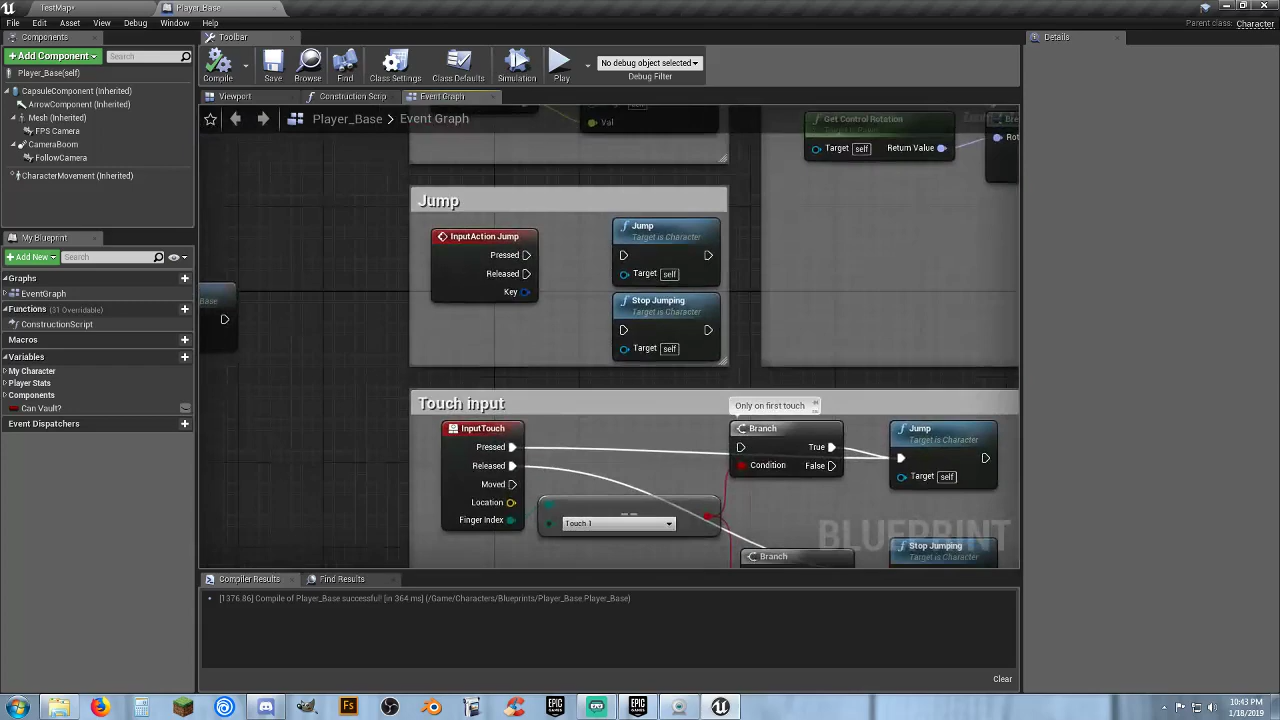 TestMap*
Player_Base
File Edit Asset View Debug Window Help
Parent class: Character
Components
Toolbar
Details
Add Component
Search
Compile
Save
Browse
Find
Class Settings
Class Defaults
Simulation
Play
No debug object selected
Debug Filter
Player_Base(self)
CapsuleComponent (Inherited)
ArrowComponent (Inherited)
Mesh (Inherited)
FPS Camera
CameraBoom
FollowCamera
CharacterMovement (Inherited)
Viewport
Construction Scrip
Event Graph
Player_Base > Event Graph
Val
Get Control Rotation
Target self
Return Value
Jump
InputAction Jump
Pressed
Released
Key
Jump
Target is Character
Target self
Stop Jumping
Target is Character
Target self
My Blueprint
Add New
Search
Graphs
EventGraph
Functions (31 Overridable)
ConstructionScript
Macros
Variables
My Character
Player Stats
Components
Can Vault?
Event Dispatchers
Base
Touch input
Only on first touch
InputTouch
Pressed
Released
Moved
Location
Finger Index
Touch 1
Branch
True
Condition
False
Jump
Target is Character
Target self
Branch
Stop Jumping
Target is Character
BLUEPRINT
Compiler Results
Find Results
[1376.86] Compile of Player_Base successful! [in 364 ms] (/Game/Characters/Blueprints/Player_Base.Player_Base)
Clear
Fs
EPIC GAMES
EPIC GAMES
10:43 PM
1/18/2019